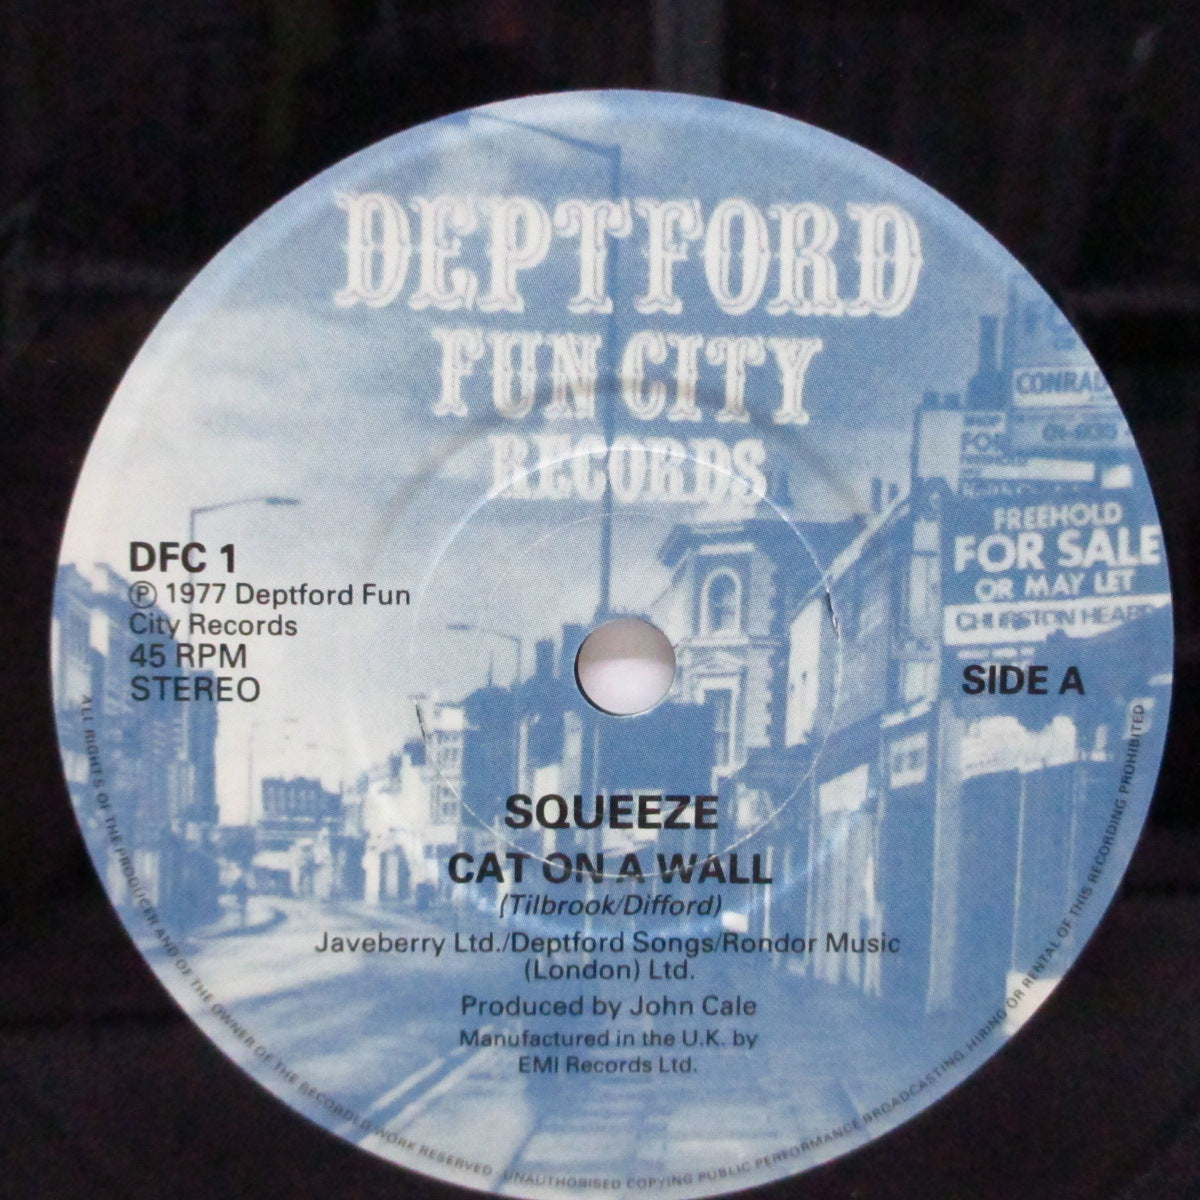 DEPTFORD
FUN CITY
RECORDS
CONRAD
01-6930
FOR
FREEHOLD
FOR SALE
OR MAY LET
DFC 1
℗ 1977 Deptford Fun
City Records
45 RPM
STEREO
SIDE A
SQUEEZE
CAT ON A WALL
(Tilbrook/Difford)
Javeberry Ltd./Deptford Songs/Rondor Music
(London) Ltd.
Produced by John Cale
Manufactured in the U.K. by
EMI Records Ltd.
ALL RIGHTS OF THE PRODUCER AND OF THE OWNER OF THE RECORDED WORK RESERVED UNAUTHORISED COPYING PUBLIC PERFORMANCE BROADCASTING HIRING OR RENTAL OF THIS RECORDING PROHIBITED